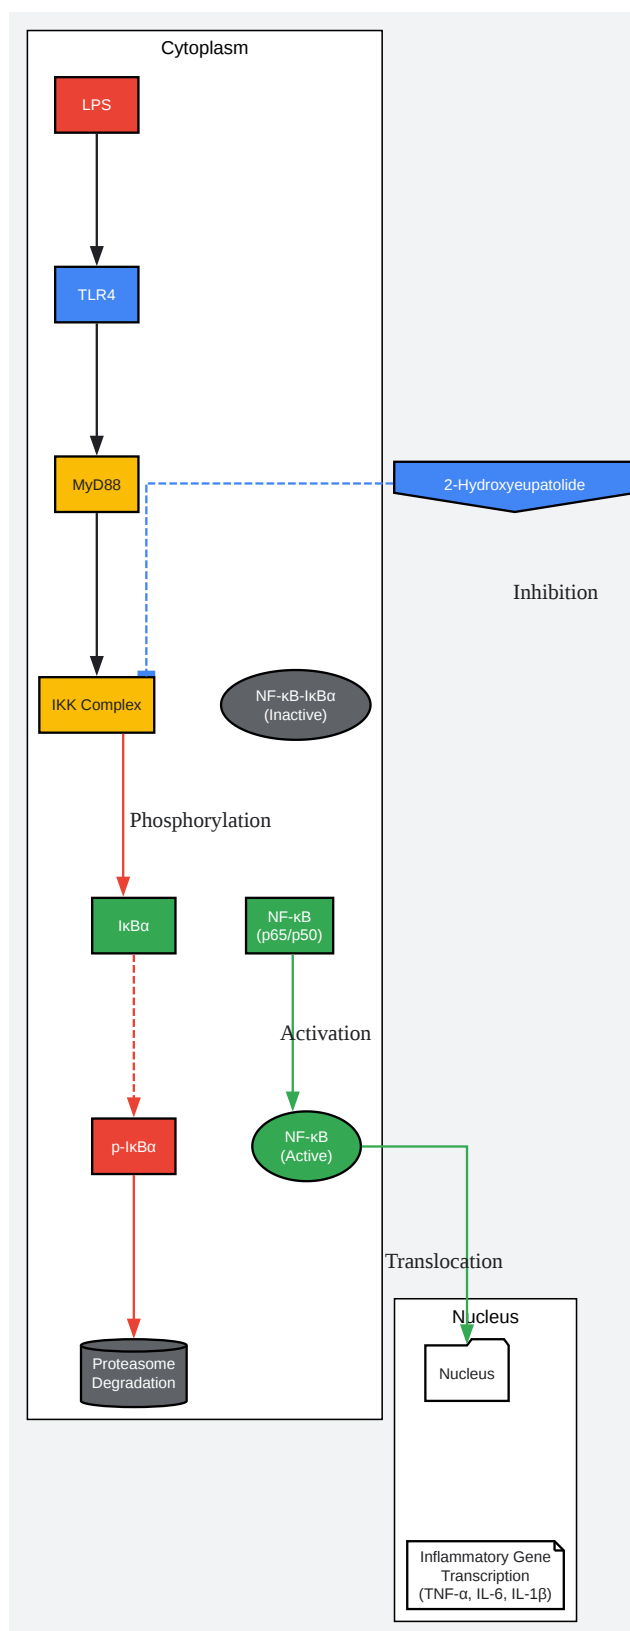 Cytoplasm
LPS
TLR4
MyD88
2-Hydroxyeupatolide
Inhibition
IKK Complex
NF-κB-IκBα
(Inactive)
Phosphorylation
IκBα
NF-κB
(p65/p50)
Activation
p-IκBα
NF-κB
(Active)
Translocation
Nucleus
Proteasome
Degradation
Nucleus
Inflammatory Gene
Transcription
(TNF-α, IL-6, IL-1β)